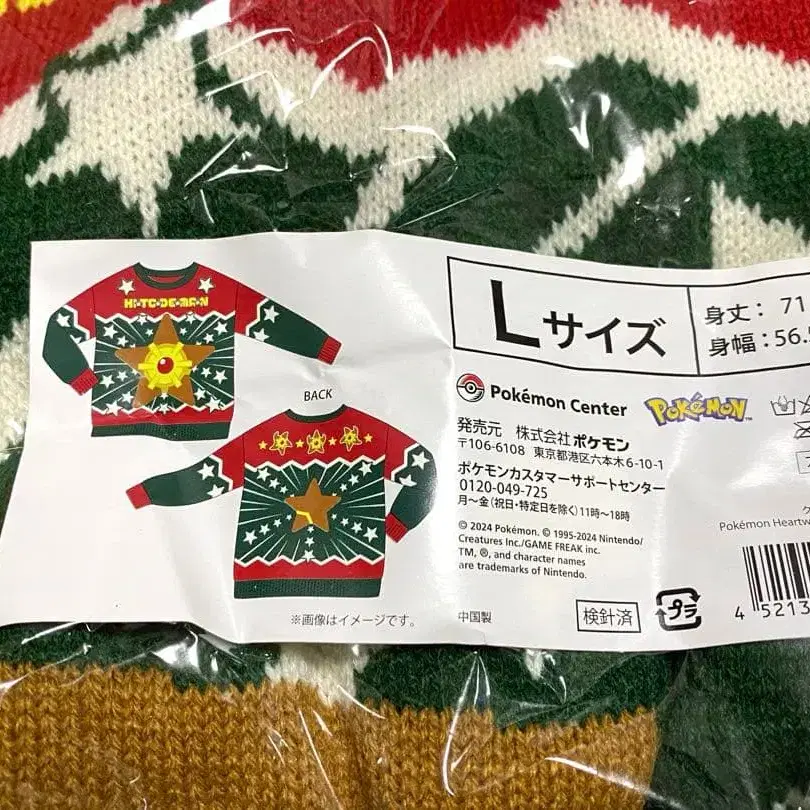 HI-TO-DE-MA-N
BACK
※画像はイメージです。
Lサイズ
身丈：71
身幅：56.5
Pokémon Center
POKéMON™
発売元 株式会社ポケモン
〒106-6108 東京都港区六本木6-10-1
ポケモンカスタマーサポートセンター
0120-049-725
月～金（祝日・特定日を除く）11時～18時
© 2024 Pokémon. © 1995-2024 Nintendo/
Creatures Inc./GAME FREAK inc.
TM, ®, and character names
are trademarks of Nintendo.
中国製
検針済
プラ
Pokémon Heartw
4 5213